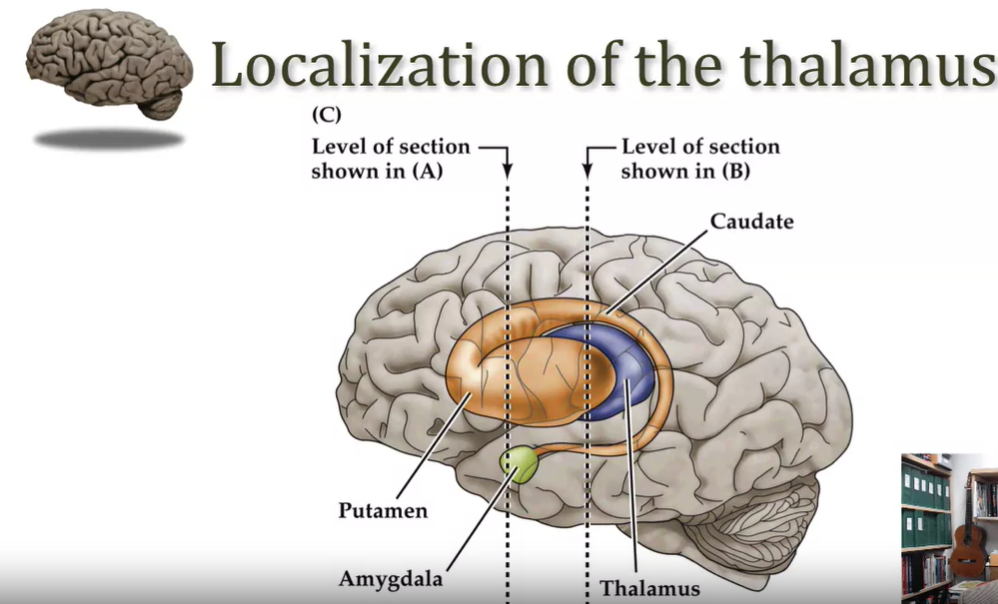 Localization of the thalamus
(C)
Level of section
shown in (A)
Level of section
shown in (B)
Caudate
Putamen
Amygdala
Thalamus